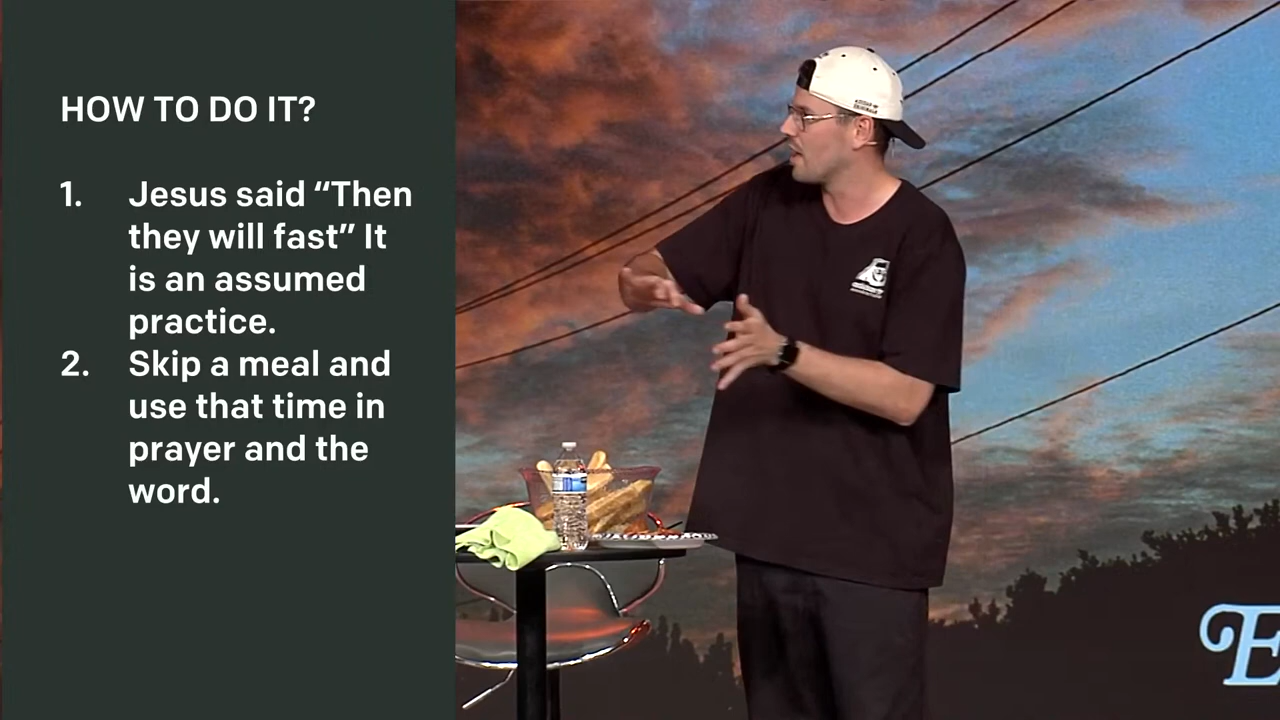 HOW TO DO IT?
1. Jesus said “Then
they will fast” It
is an assumed
practice.
2. Skip a meal and
use that time in
prayer and the
word.
E